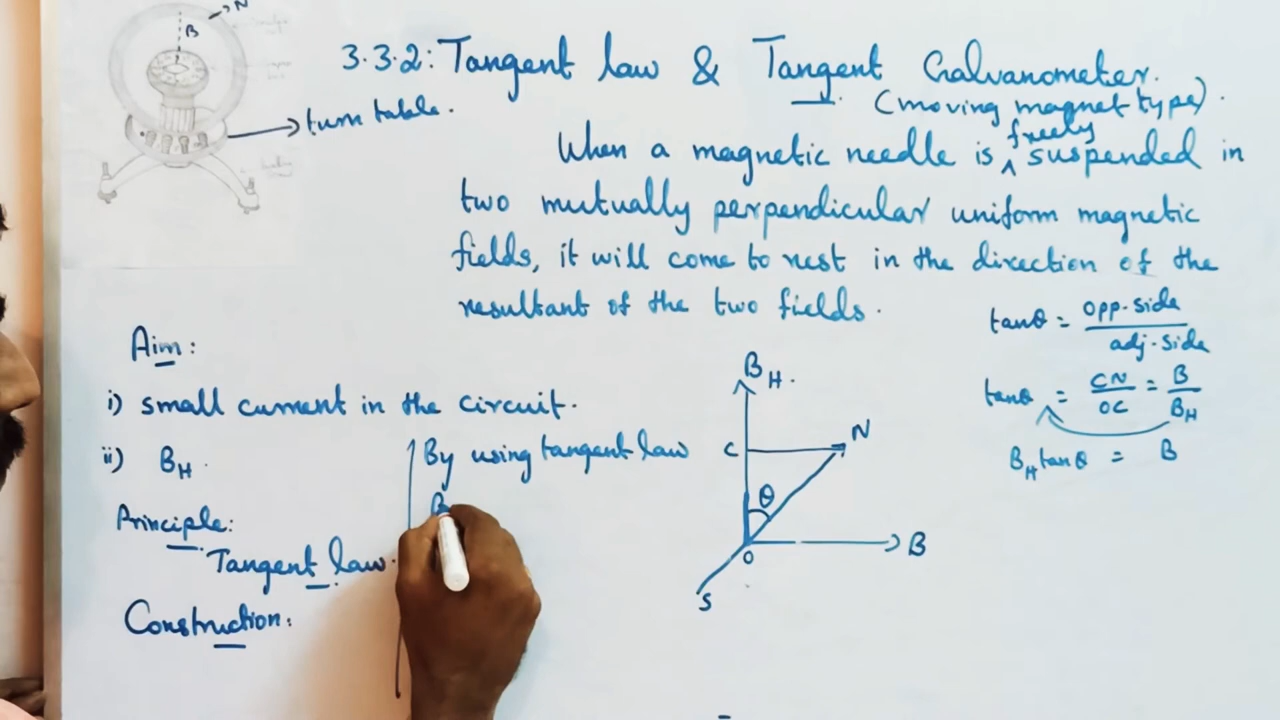 N
B
turn table.
3.3.2: Tangent law & Tangent Galvanometer.
(moving magnet type).
When a magnetic needle is ^ freely suspended in
two mutually perpendicular uniform magnetic
fields, it will come to rest in the direction of the
resultant of the two fields.
Aim:
i) small current in the circuit.
ii) BH.
Principle:
Tangent law.
Construction:
By using tangent law
B
BH.
C
N
θ
O
B
S
tanθ = opp.side / adj.side
tanθ = CN/OC = B/BH
BH tanθ = B